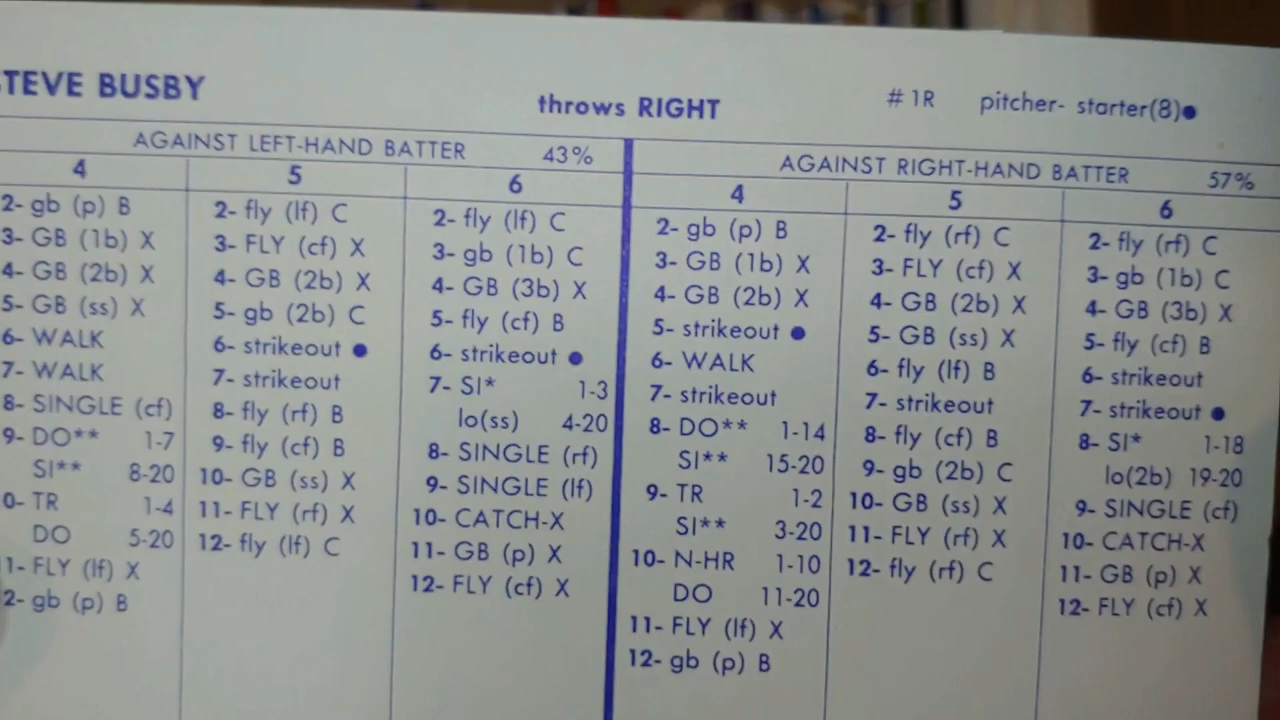 STEVE BUSBY
throws RIGHT
# 1R pitcher- starter(8)●
AGAINST LEFT-HAND BATTER 43%
4
2- gb (p) B
3- GB (1b) X
4- GB (2b) X
5- GB (ss) X
6- WALK
7- WALK
8- SINGLE (cf)
9- DO** 1-7
SI** 8-20
0- TR 1-4
DO 5-20
1- FLY (lf) X
2- gb (p) B
5
2- fly (lf) C
3- FLY (cf) X
4- GB (2b) X
5- gb (2b) C
6- strikeout ●
7- strikeout
8- fly (rf) B
9- fly (cf) B
10- GB (ss) X
11- FLY (rf) X
12- fly (lf) C
6
2- fly (lf) C
3- gb (1b) C
4- GB (3b) X
5- fly (cf) B
6- strikeout ●
7- SI* 1-3
lo(ss) 4-20
8- SINGLE (rf)
9- SINGLE (lf)
10- CATCH-X
11- GB (p) X
12- FLY (cf) X
AGAINST RIGHT-HAND BATTER 57%
4
2- gb (p) B
3- GB (1b) X
4- GB (2b) X
5- strikeout ●
6- WALK
7- strikeout
8- DO** 1-14
SI** 15-20
9- TR 1-2
SI** 3-20
10- N-HR 1-10
DO 11-20
11- FLY (lf) X
12- gb (p) B
5
2- fly (rf) C
3- FLY (cf) X
4- GB (2b) X
5- GB (ss) X
6- fly (lf) B
7- strikeout
8- fly (cf) B
9- gb (2b) C
10- GB (ss) X
11- FLY (rf) X
12- fly (rf) C
6
2- fly (rf) C
3- gb (1b) C
4- GB (3b) X
5- fly (cf) B
6- strikeout
7- strikeout ●
8- SI* 1-18
lo(2b) 19-20
9- SINGLE (cf)
10- CATCH-X
11- GB (p) X
12- FLY (cf) X